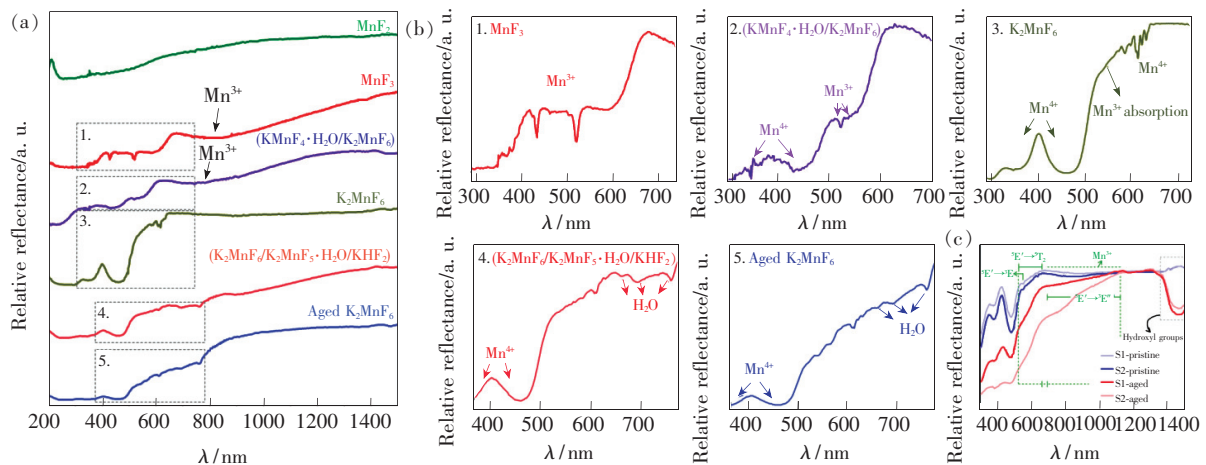 (a)
MnF₂
MnF₃
Mn³⁺
(KMnF₄·H₂O/K₂MnF₆)
Mn³⁺
K₂MnF₆
(K₂MnF₆/K₂MnF₅·H₂O/KHF₂)
Aged K₂MnF₆
1.
2.
3.
4.
5.
Relative reflectance/a. u.
200 400 600 800 1000 1200 1400
λ/nm
(b)
1. MnF₃
Mn³⁺
Relative reflectance/a. u.
300 400 500 600 700
λ/nm
2.(KMnF₄·H₂O/K₂MnF₆)
Mn³⁺
Mn⁴⁺
Relative reflectance/a. u.
300 400 500 600 700
λ/nm
3. K₂MnF₆
Mn⁴⁺
Mn⁴⁺
Mn³⁺ absorption
Relative reflectance/a. u.
300 400 500 600 700
λ/nm
4.(K₂MnF₆/K₂MnF₅·H₂O/KHF₂)
H₂O
Mn⁴⁺
Relative reflectance/a. u.
400 500 600 700
λ/nm
5. Aged K₂MnF₆
H₂O
Mn⁴⁺
Relative reflectance/a. u.
400 500 600 700
λ/nm
(c)
Mn³⁺
Hydroxyl groups
S1-pristine
S2-pristine
S1-aged
S2-aged
Relative reflectance/a. u.
400 600 800 1000 1200 1400
λ/nm